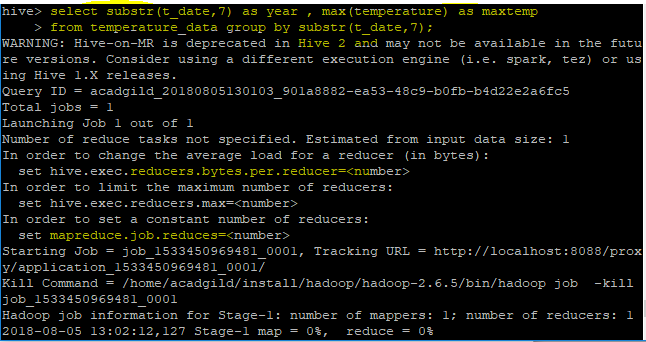 hive> select substr(t_date,7) as year , max(temperature) as maxtemp
    > from temperature_data group by substr(t_date,7);
WARNING: Hive-on-MR is deprecated in Hive 2 and may not be available in the futu
re versions. Consider using a different execution engine (i.e. spark, tez) or us
ing Hive 1.X releases.
Query ID = acadgild_20180805130103_901a8882-ea53-48c9-b0fb-b4d22e2a6fc5
Total jobs = 1
Launching Job 1 out of 1
Number of reduce tasks not specified. Estimated from input data size: 1
In order to change the average load for a reducer (in bytes):
  set hive.exec.reducers.bytes.per.reducer=<number>
In order to limit the maximum number of reducers:
  set hive.exec.reducers.max=<number>
In order to set a constant number of reducers:
  set mapreduce.job.reduces=<number>
Starting Job = job_1533450969481_0001, Tracking URL = http://localhost:8088/prox
y/application_1533450969481_0001/
Kill Command = /home/acadgild/install/hadoop/hadoop-2.6.5/bin/hadoop job  -kill
job_1533450969481_0001
Hadoop job information for Stage-1: number of mappers: 1; number of reducers: 1
2018-08-05 13:02:12,127 Stage-1 map = 0%,  reduce = 0%